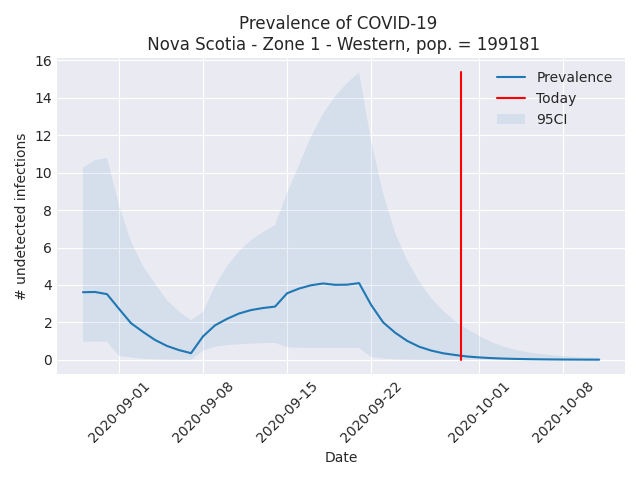 Prevalence of COVID-19
Nova Scotia - Zone 1 - Western, pop. = 199181
16
14
12
10
8
6
4
2
0
# undetected infections
Prevalence
Today
95CI
2020-09-01
2020-09-08
2020-09-15
2020-09-22
2020-10-01
2020-10-08
Date